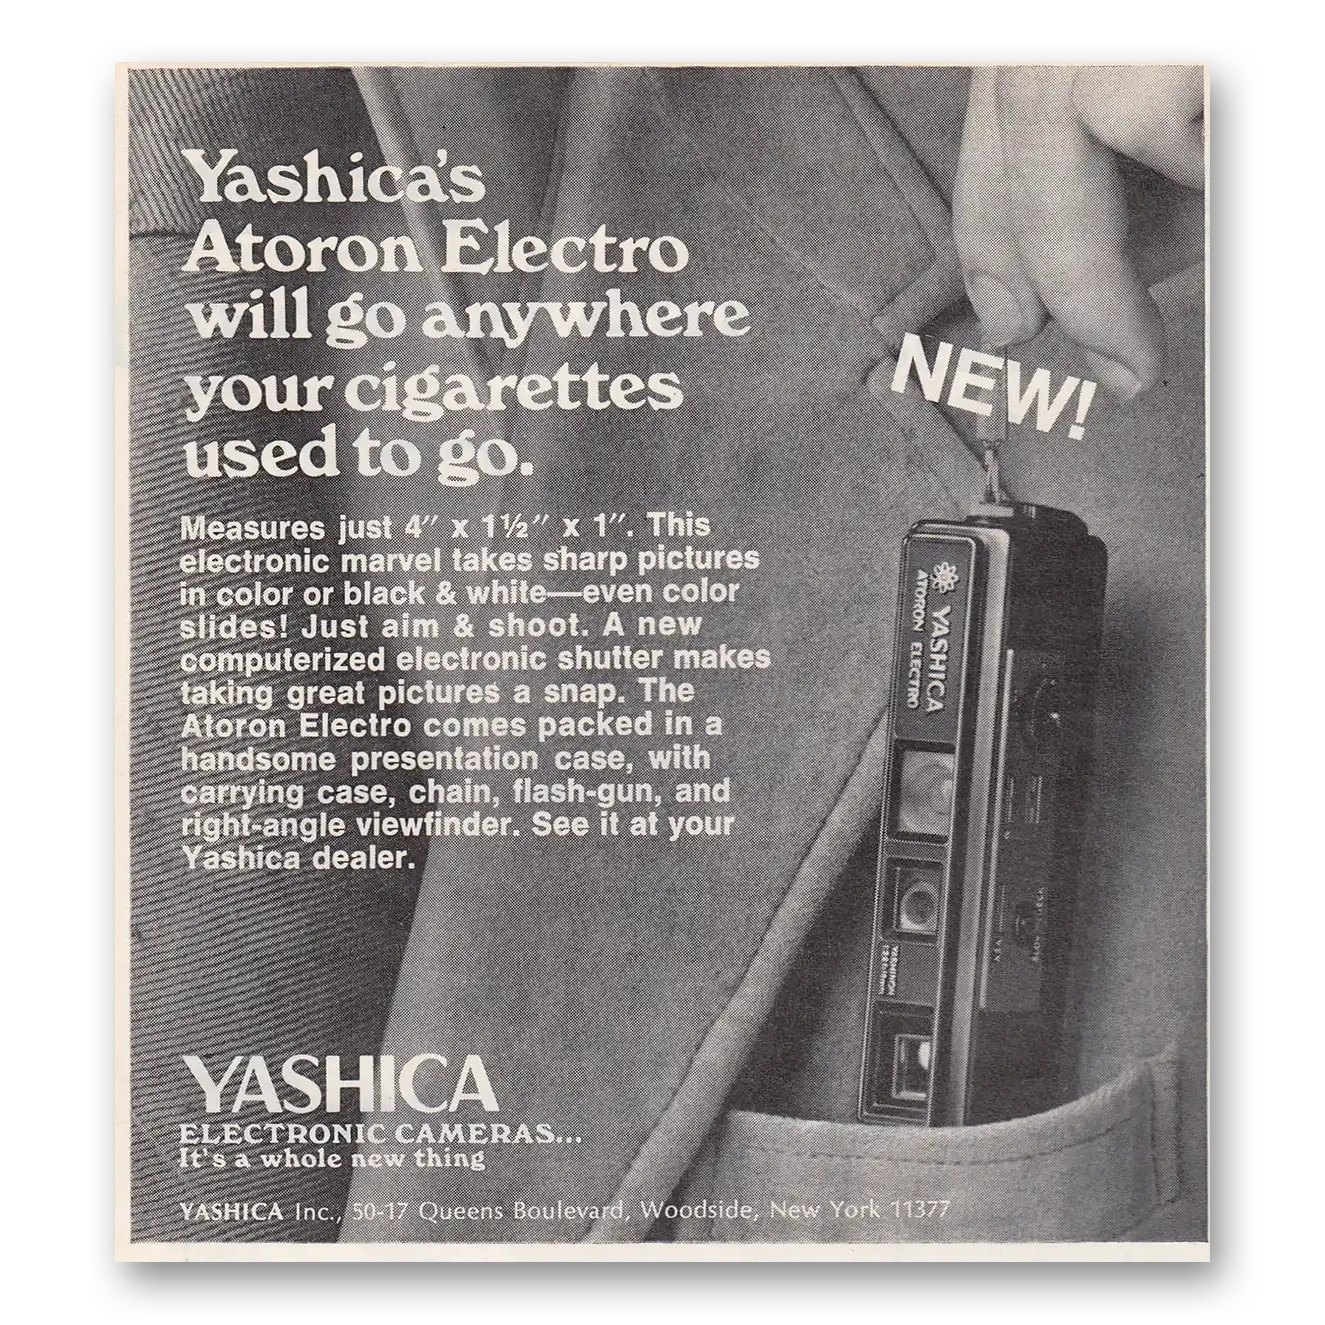 Yashica's
Atoron Electro
will go anywhere
your cigarettes
used to go.
NEW!
Measures just 4″ x 1½″ x 1″. This
electronic marvel takes sharp pictures
in color or black & white—even color
slides! Just aim & shoot. A new
computerized electronic shutter makes
taking great pictures a snap. The
Atoron Electro comes packed in a
handsome presentation case, with
carrying case, chain, flash-gun, and
right-angle viewfinder. See it at your
Yashica dealer.
YASHICA
ATORON ELECTRO
YASHINON
YASHICA
ELECTRONIC CAMERAS...
It's a whole new thing
YASHICA Inc., 50-17 Queens Boulevard, Woodside, New York 11377